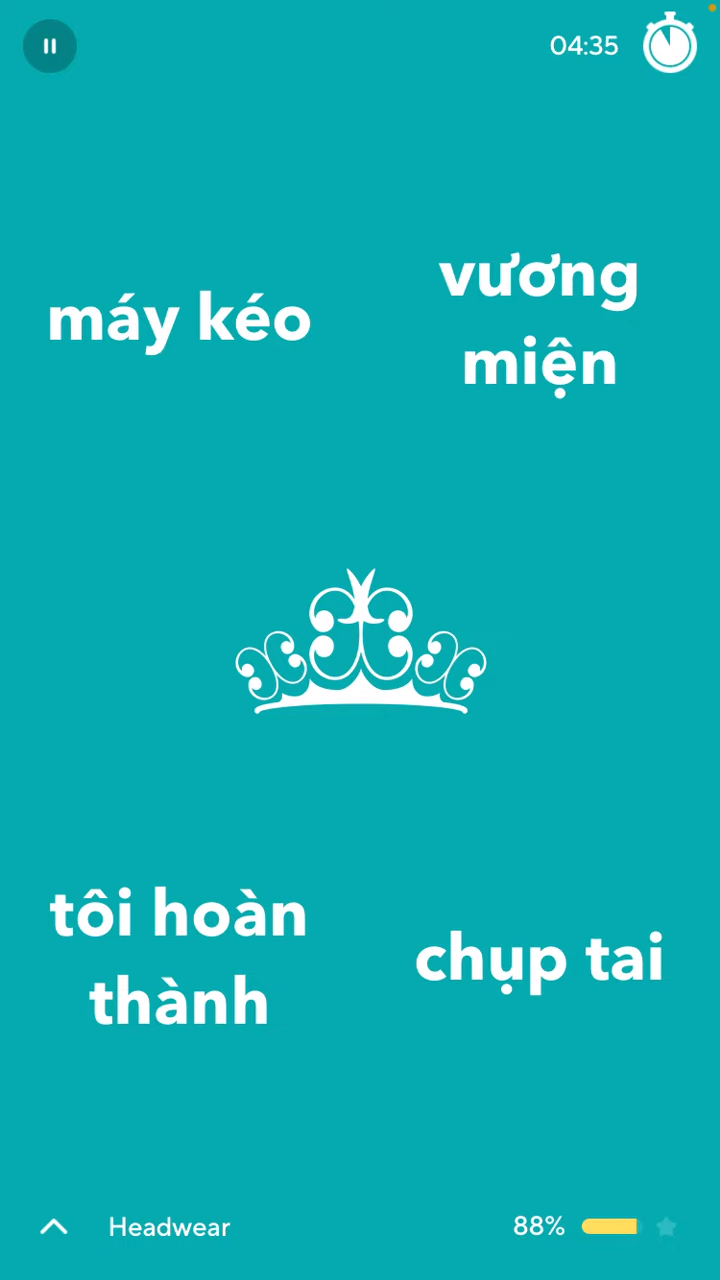 04:35
máy kéo
vương
miện
tôi hoàn
thành
chụp tai
Headwear
88%